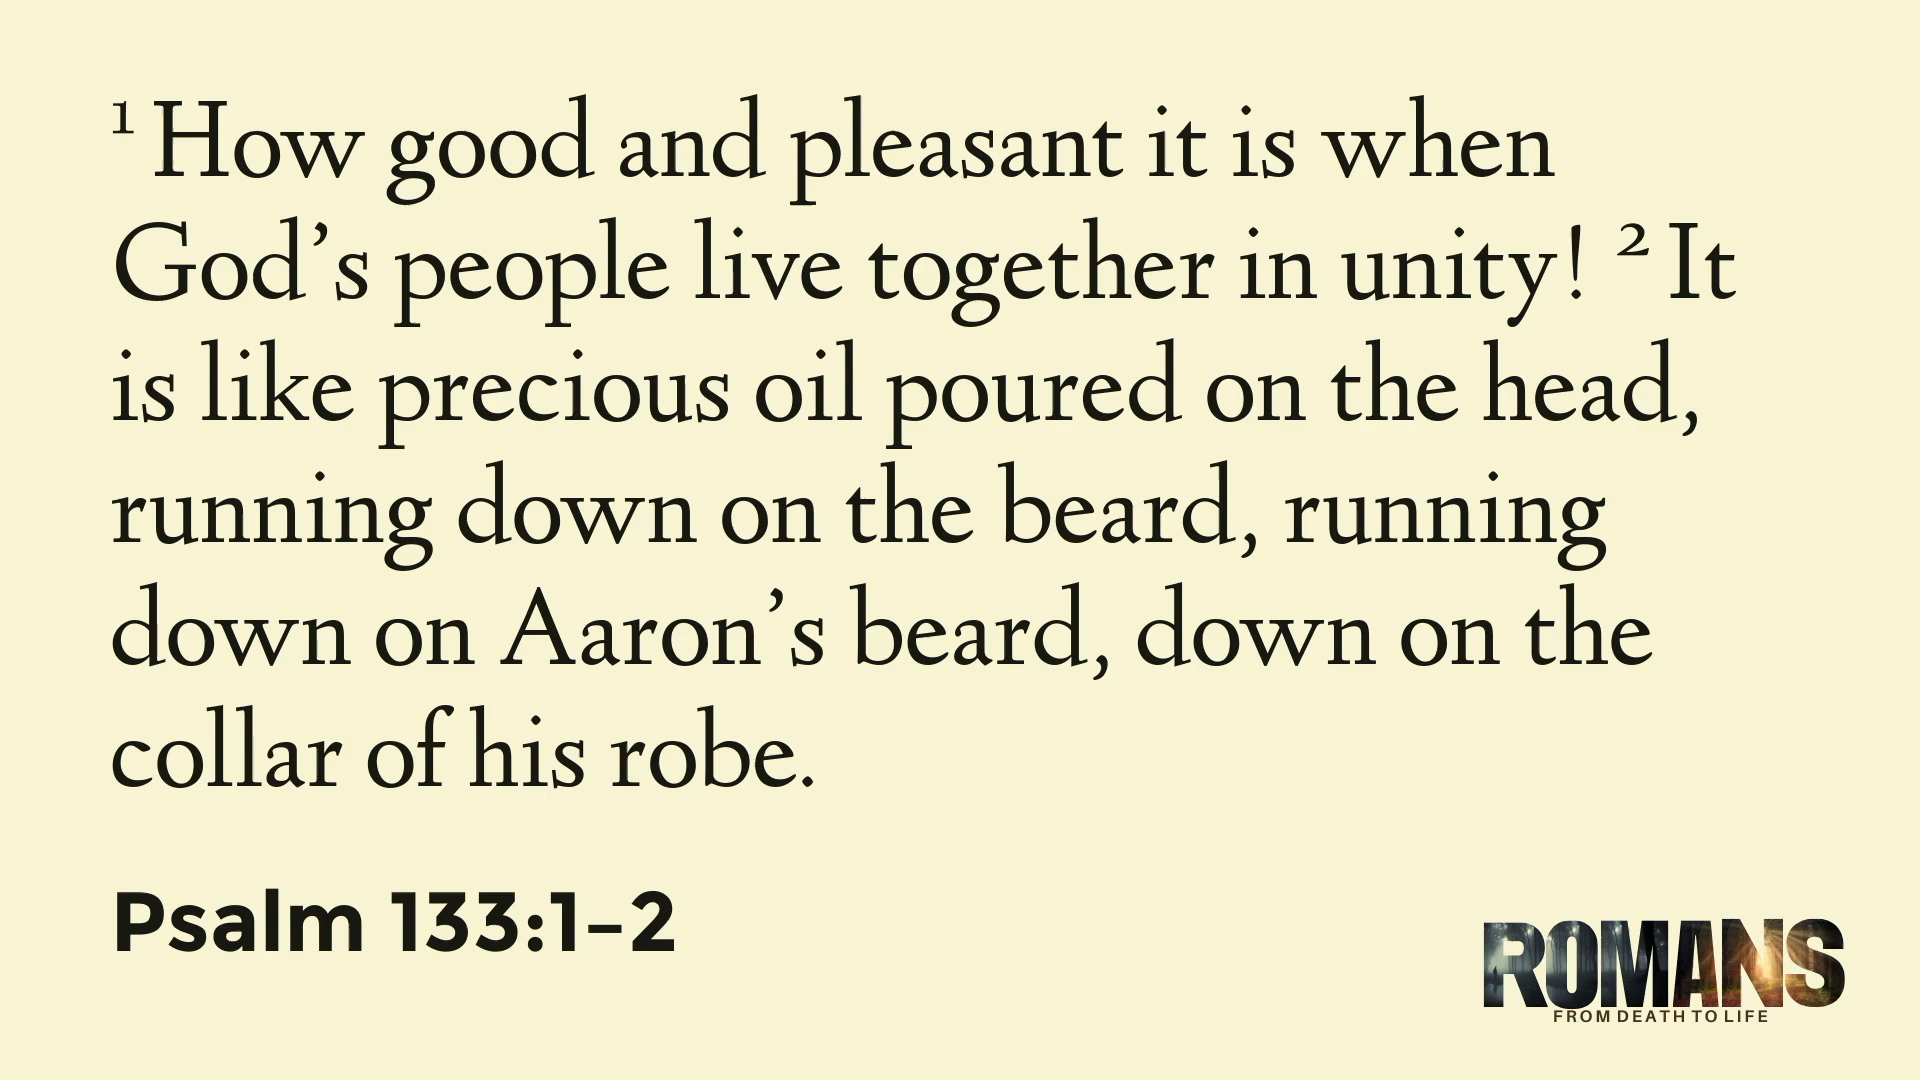 ¹ How good and pleasant it is when
God’s people live together in unity! ² It
is like precious oil poured on the head,
running down on the beard, running
down on Aaron’s beard, down on the
collar of his robe.
Psalm 133:1–2
ROMANS
FROM DEATH TO LIFE